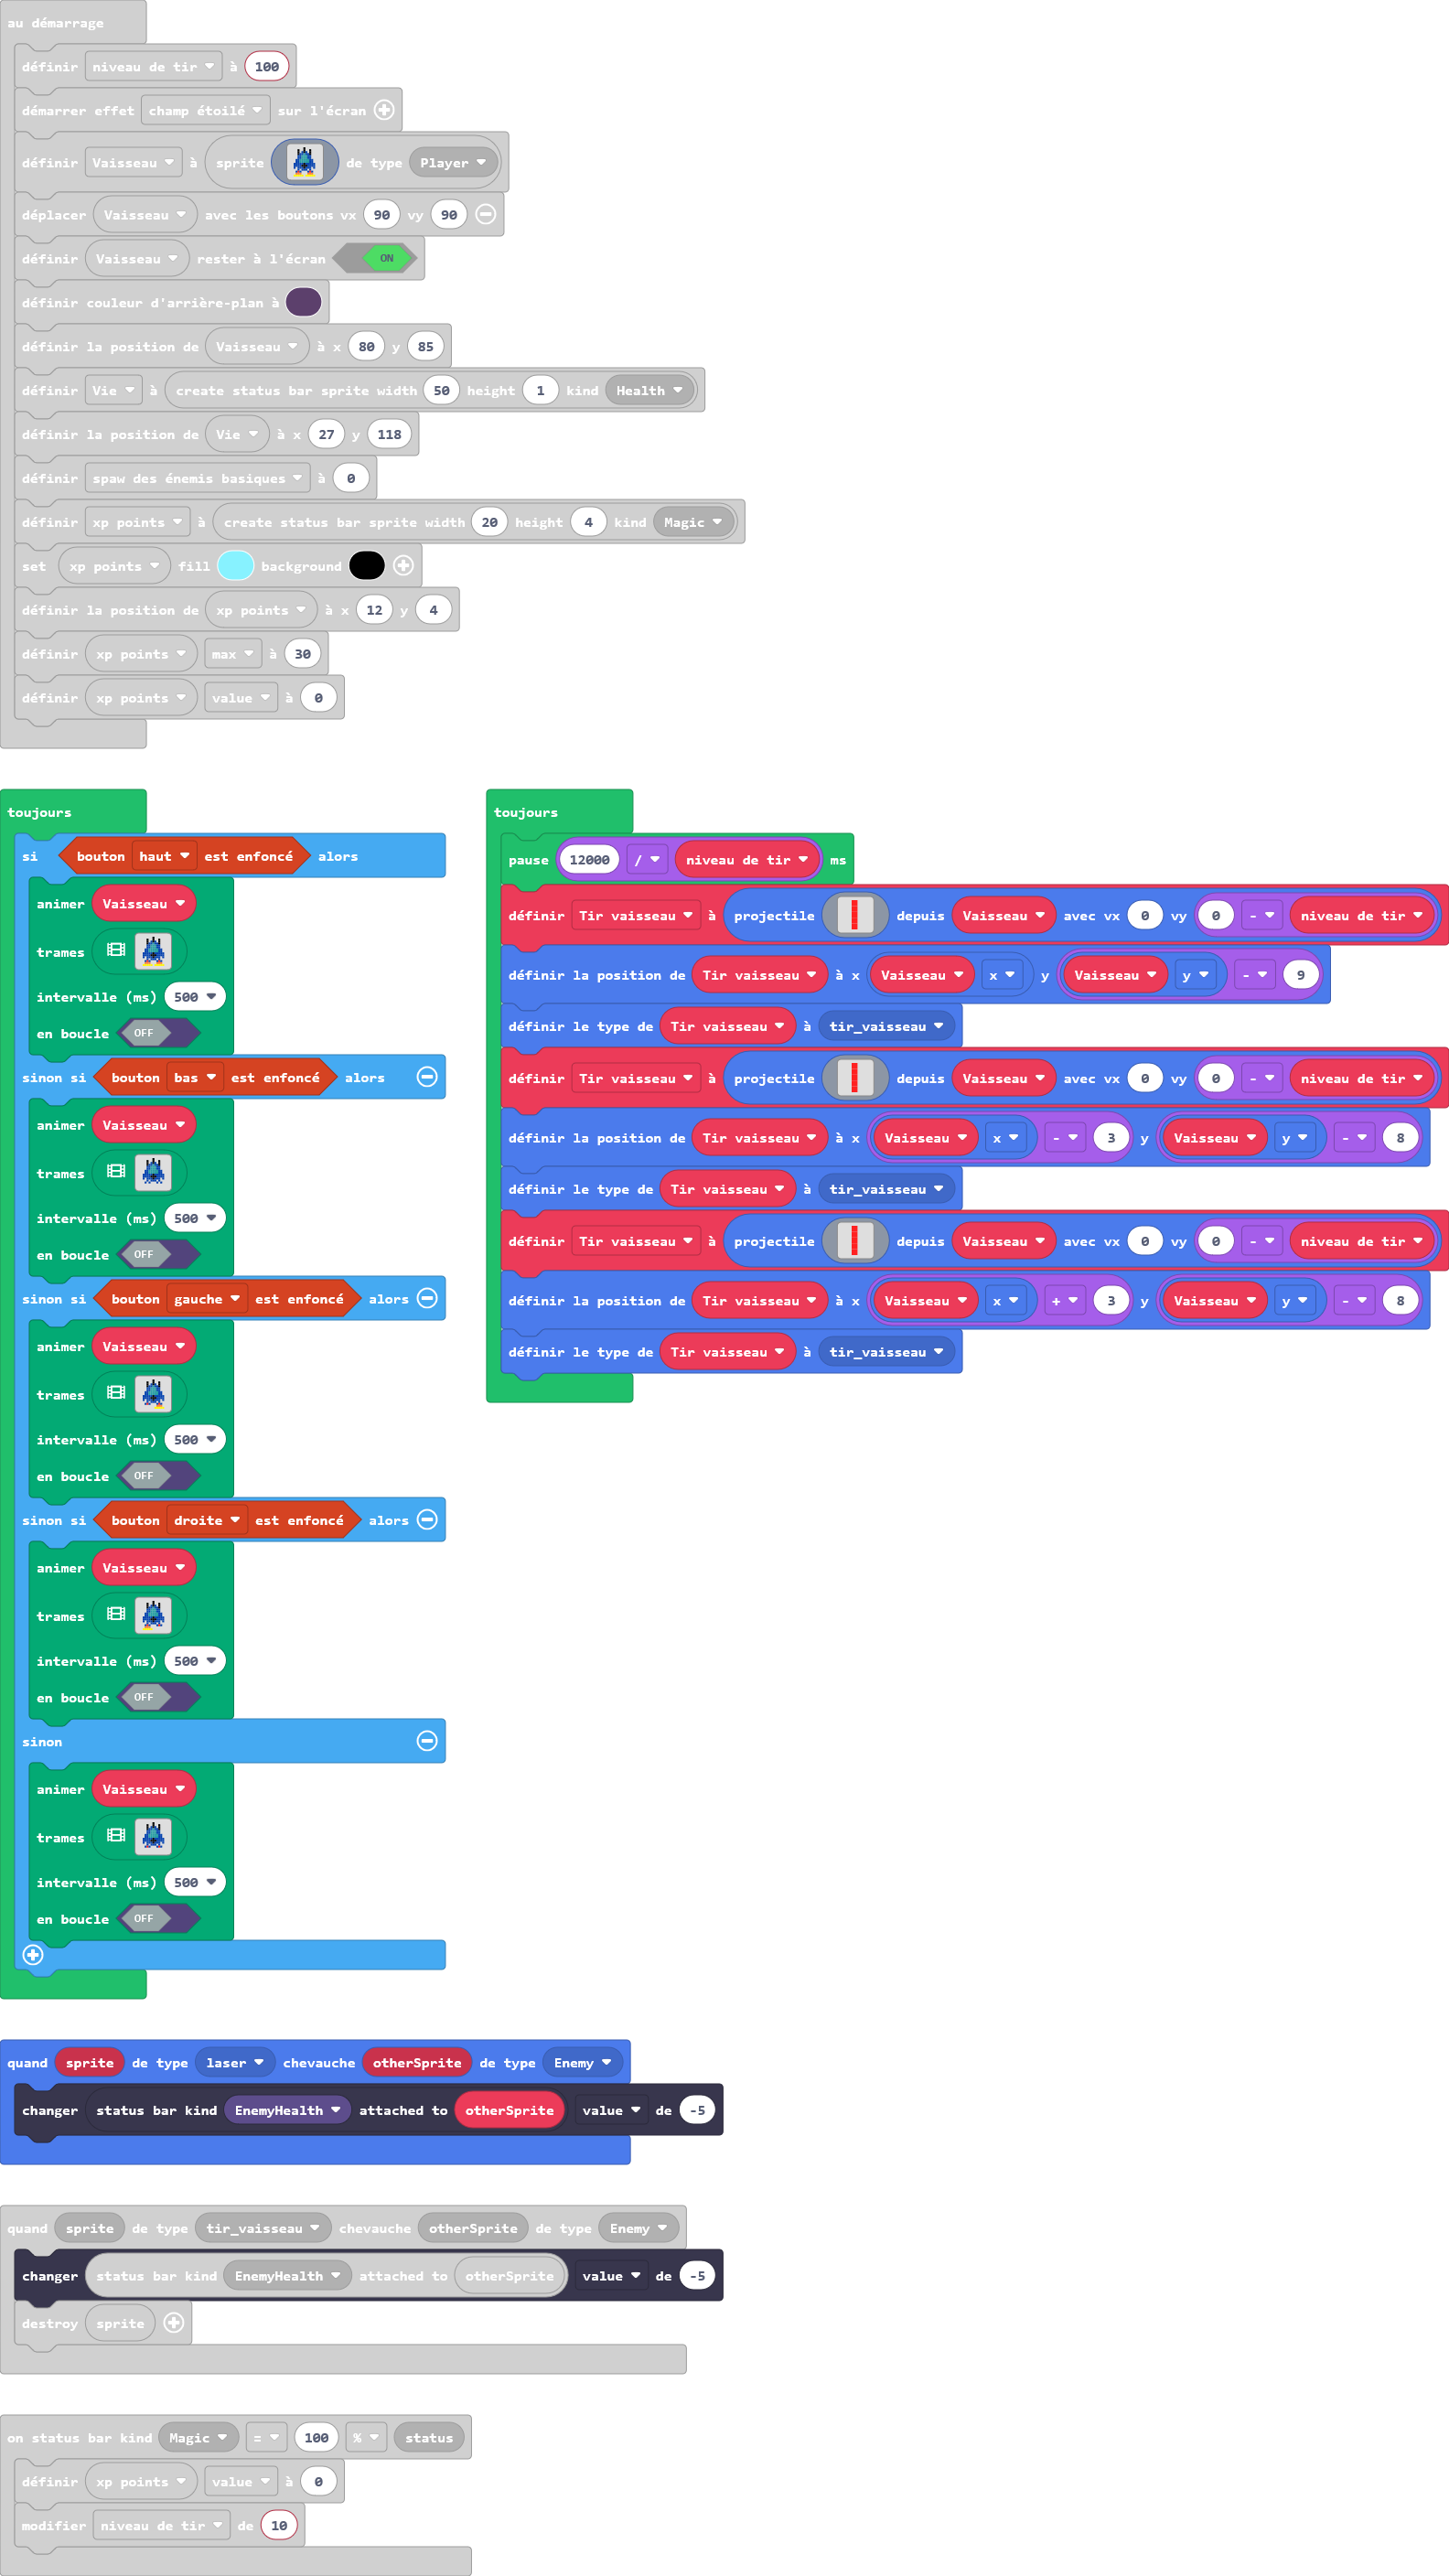 au démarrage
définir niveau de tir à 100
démarrer effet champ étoilé sur l'écran
définir Vaisseau à sprite de type Player
déplacer Vaisseau avec les boutons vx 90 vy 90
définir Vaisseau rester à l'écran ON
définir couleur d'arrière-plan à
définir la position de Vaisseau à x 80 y 85
définir Vie à create status bar sprite width 50 height 1 kind Health
définir la position de Vie à x 27 y 118
définir spaw des énemis basiques à 0
définir xp points à create status bar sprite width 20 height 4 kind Magic
set xp points fill background
définir la position de xp points à x 12 y 4
définir xp points max à 30
définir xp points value à 0
toujours
si bouton haut est enfoncé alors
animer Vaisseau
trames
intervalle (ms) 500
en boucle OFF
sinon si bouton bas est enfoncé alors
animer Vaisseau
trames
intervalle (ms) 500
en boucle OFF
sinon si bouton gauche est enfoncé alors
animer Vaisseau
trames
intervalle (ms) 500
en boucle OFF
sinon si bouton droite est enfoncé alors
animer Vaisseau
trames
intervalle (ms) 500
en boucle OFF
sinon
animer Vaisseau
trames
intervalle (ms) 500
en boucle OFF
toujours
pause 12000 / niveau de tir ms
définir Tir vaisseau à projectile depuis Vaisseau avec vx 0 vy 0 - niveau de tir
définir la position de Tir vaisseau à x Vaisseau x y Vaisseau y - 9
définir le type de Tir vaisseau à tir_vaisseau
définir Tir vaisseau à projectile depuis Vaisseau avec vx 0 vy 0 - niveau de tir
définir la position de Tir vaisseau à x Vaisseau x - 3 y Vaisseau y - 8
définir le type de Tir vaisseau à tir_vaisseau
définir Tir vaisseau à projectile depuis Vaisseau avec vx 0 vy 0 - niveau de tir
définir la position de Tir vaisseau à x Vaisseau x + 3 y Vaisseau y - 8
définir le type de Tir vaisseau à tir_vaisseau
quand sprite de type laser chevauche otherSprite de type Enemy
changer status bar kind EnemyHealth attached to otherSprite value de -5
quand sprite de type tir_vaisseau chevauche otherSprite de type Enemy
changer status bar kind EnemyHealth attached to otherSprite value de -5
destroy sprite
on status bar kind Magic = 100 % status
définir xp points value à 0
modifier niveau de tir de 10